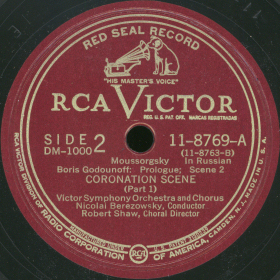 RED SEAL RECORD
"HIS MASTER'S VOICE"
RCA VICTOR
REG. U.S. PAT. OFF. MARCAS REGISTRADAS
SIDE 2
11-8769-A
DM-1000
(11-8763-B)
Moussorgsky In Russian
Boris Godounoff: Prologue; Scene 2
CORONATION SCENE
(Part 1)
Victor Symphony Orchestra and Chorus
Nicolai Berezowsky, Conductor
Robert Shaw, Choral Director
RCA VICTOR DIVISION OF RADIO CORPORATION OF AMERICA, CAMDEN, N.J. MADE IN U.S.A.
RCA